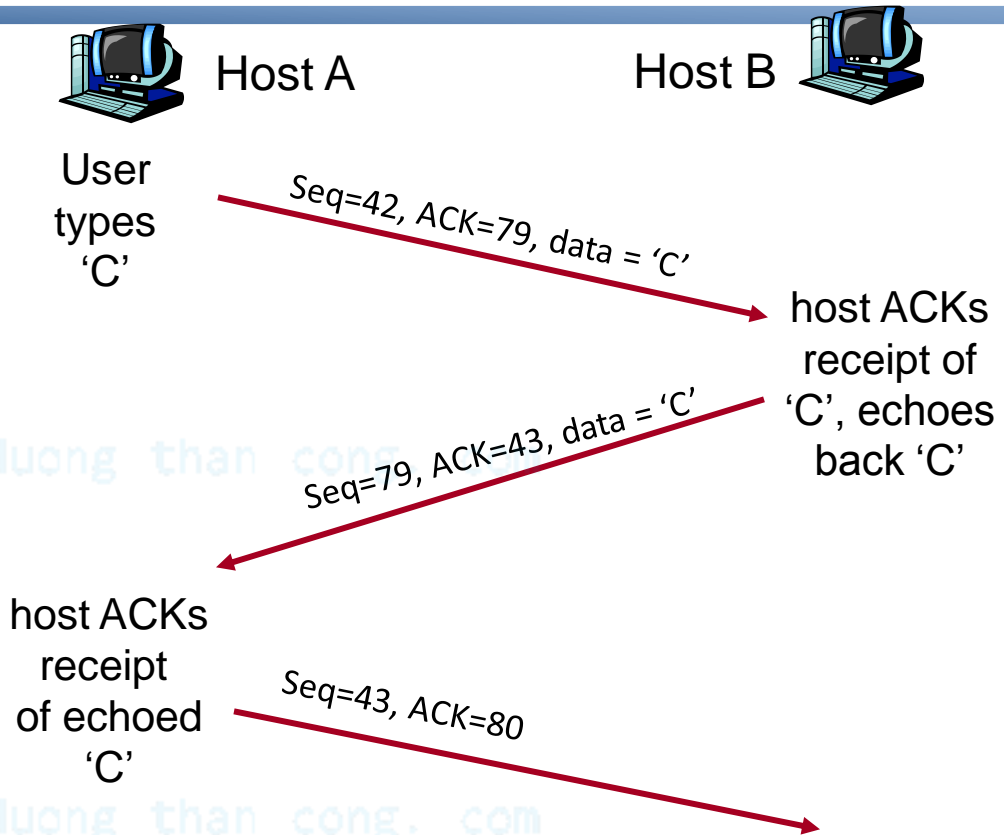 Host A
Host B
User
types
‘C’
Seq=42, ACK=79, data = ‘C’
host ACKs
receipt of
‘C’, echoes
back ‘C’
Seq=79, ACK=43, data = ‘C’
duong than cong. com
host ACKs
receipt
of echoed
‘C’
Seq=43, ACK=80
duong than cong. com